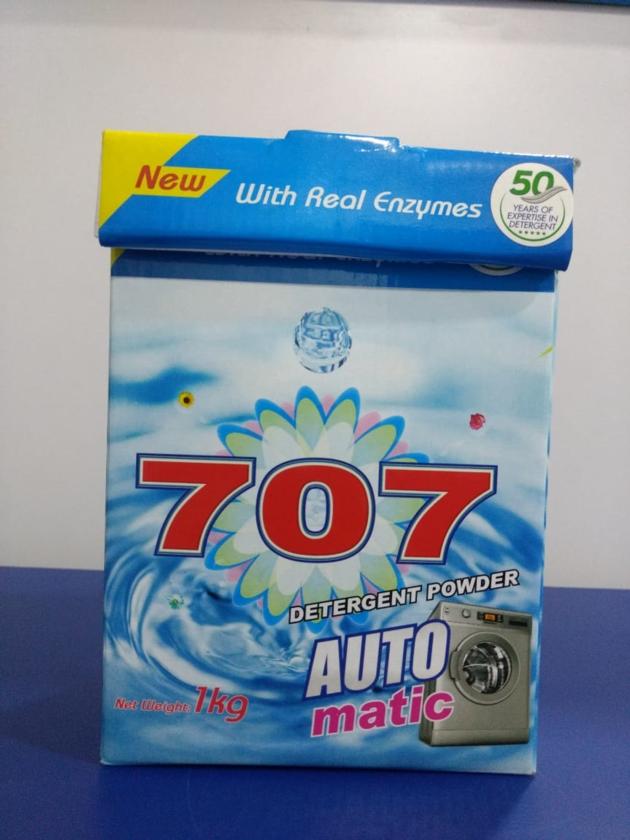 New
With Real Enzymes
50
YEARS OF
EXPERTISE IN
DETERGENT
707
DETERGENT POWDER
AUTO
matic
Net Weight: 1kg